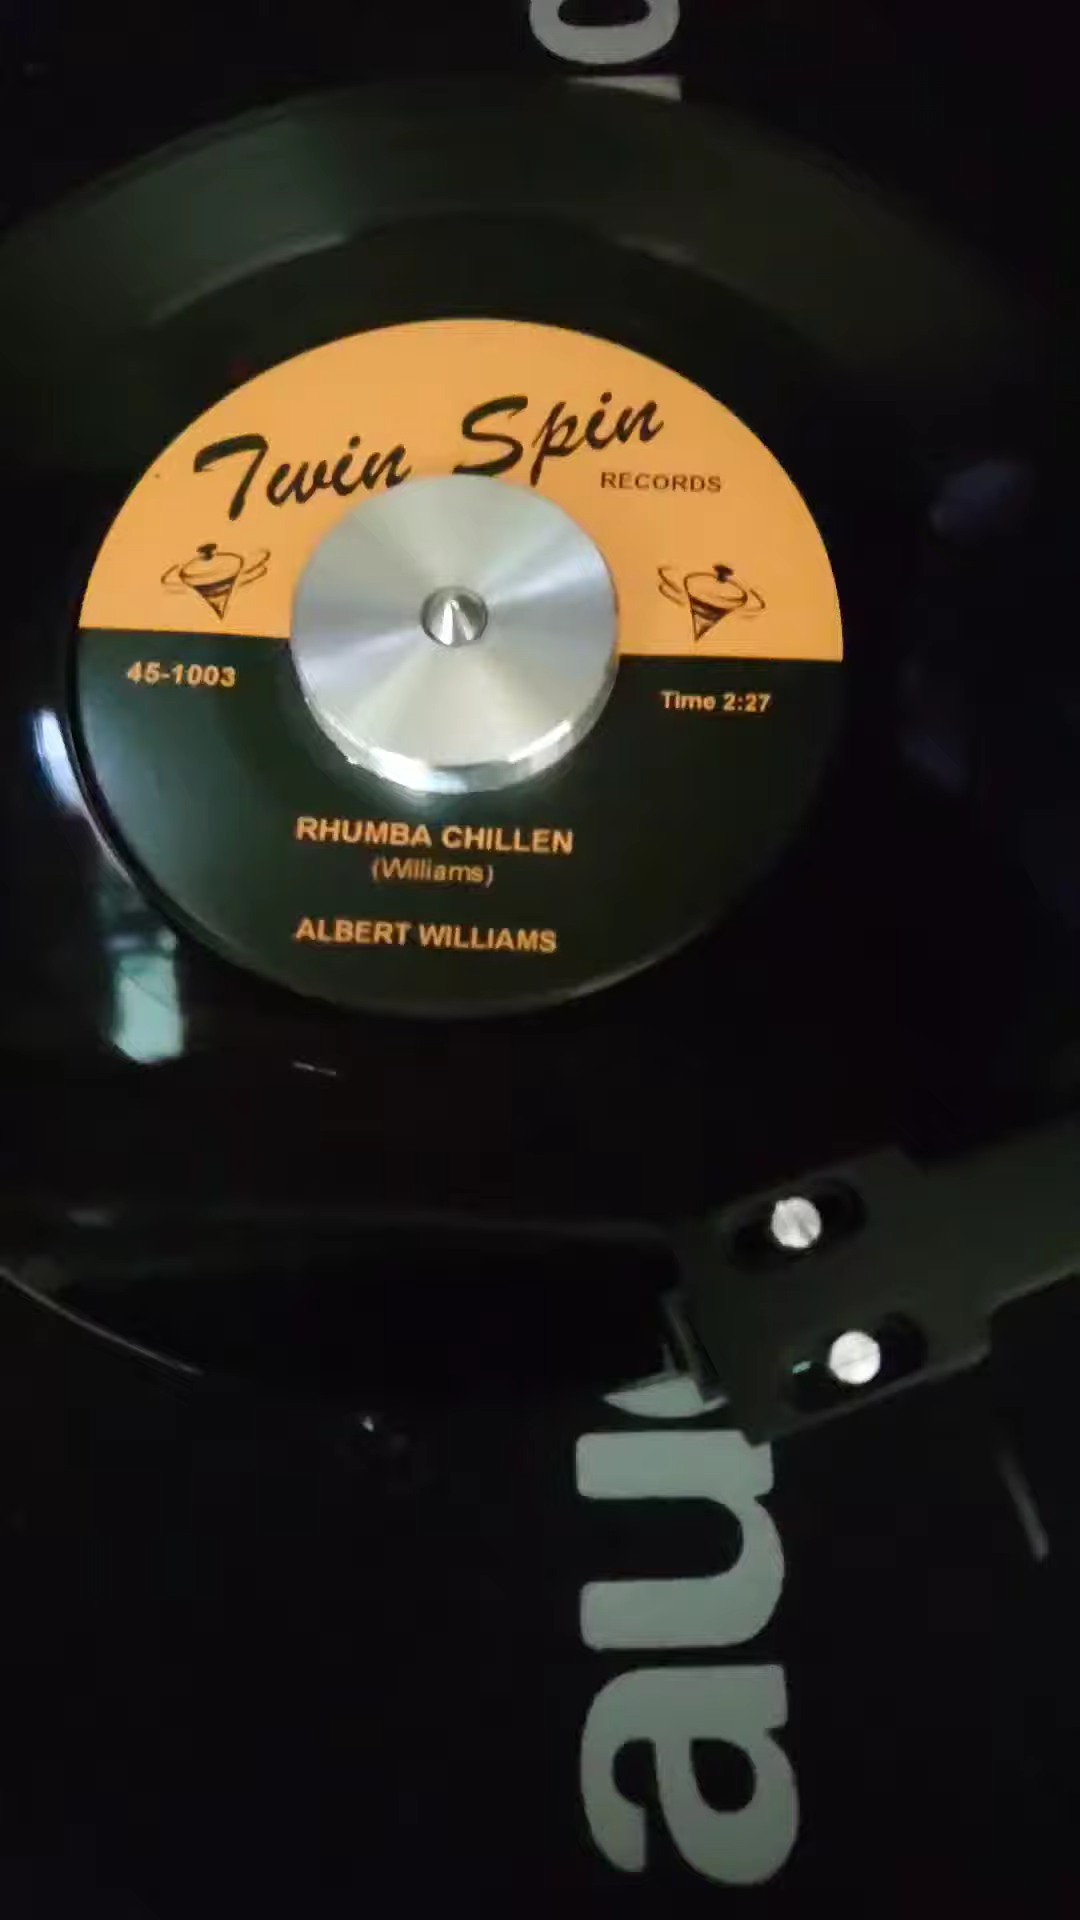 Twin Spin
RECORDS
45-1003
Time 2:27
RHUMBA CHILLEN
(Williams)
ALBERT WILLIAMS
au